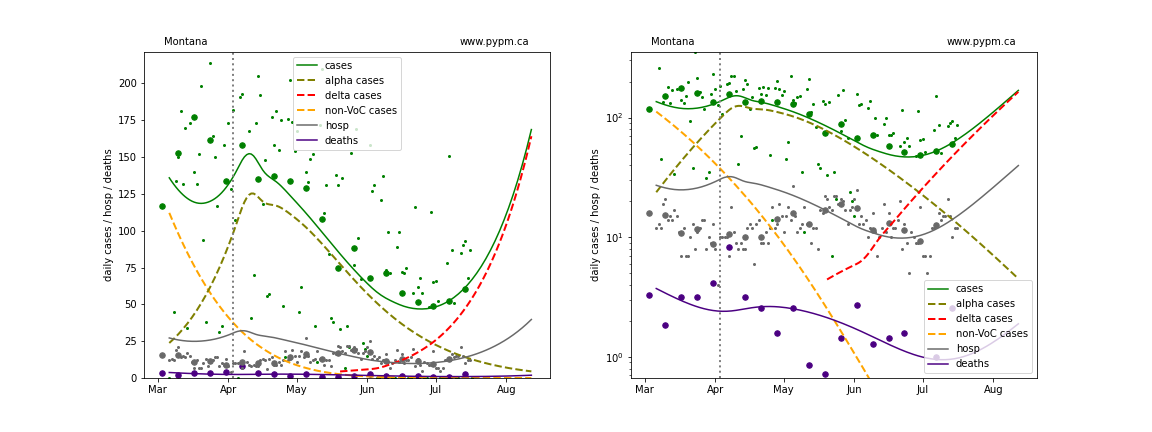 Montana
www.pypm.ca
daily cases / hosp / deaths
200
175
150
125
100
75
50
25
0
Mar
Apr
May
Jun
Jul
Aug
cases
alpha cases
delta cases
non-VoC cases
hosp
deaths
Montana
www.pypm.ca
daily cases / hosp / deaths
10²
10¹
10⁰
Mar
Apr
May
Jun
Jul
Aug
cases
alpha cases
delta cases
non-VoC cases
hosp
deaths